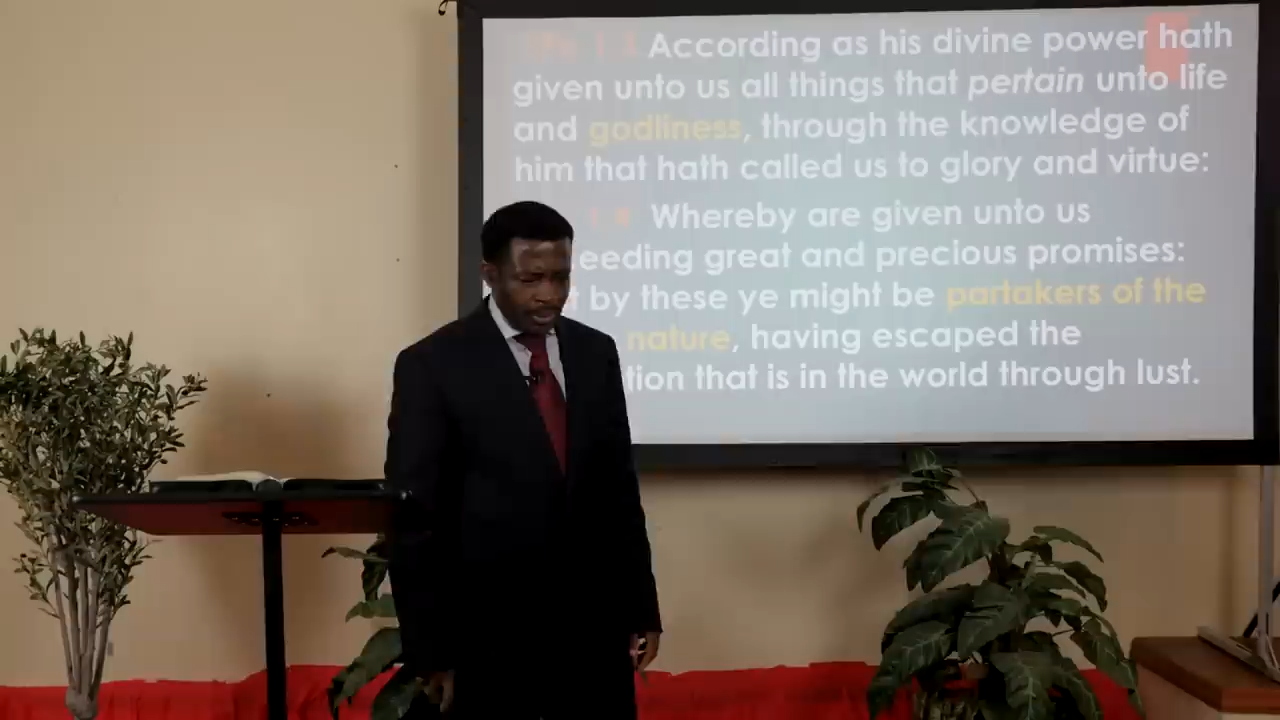 According as his divine power hath
given unto us all things that pertain unto life
and godliness, through the knowledge of
him that hath called us to glory and virtue:
Whereby are given unto us
eeding great and precious promises:
by these ye might be partakers of the
nature, having escaped the
tion that is in the world through lust.